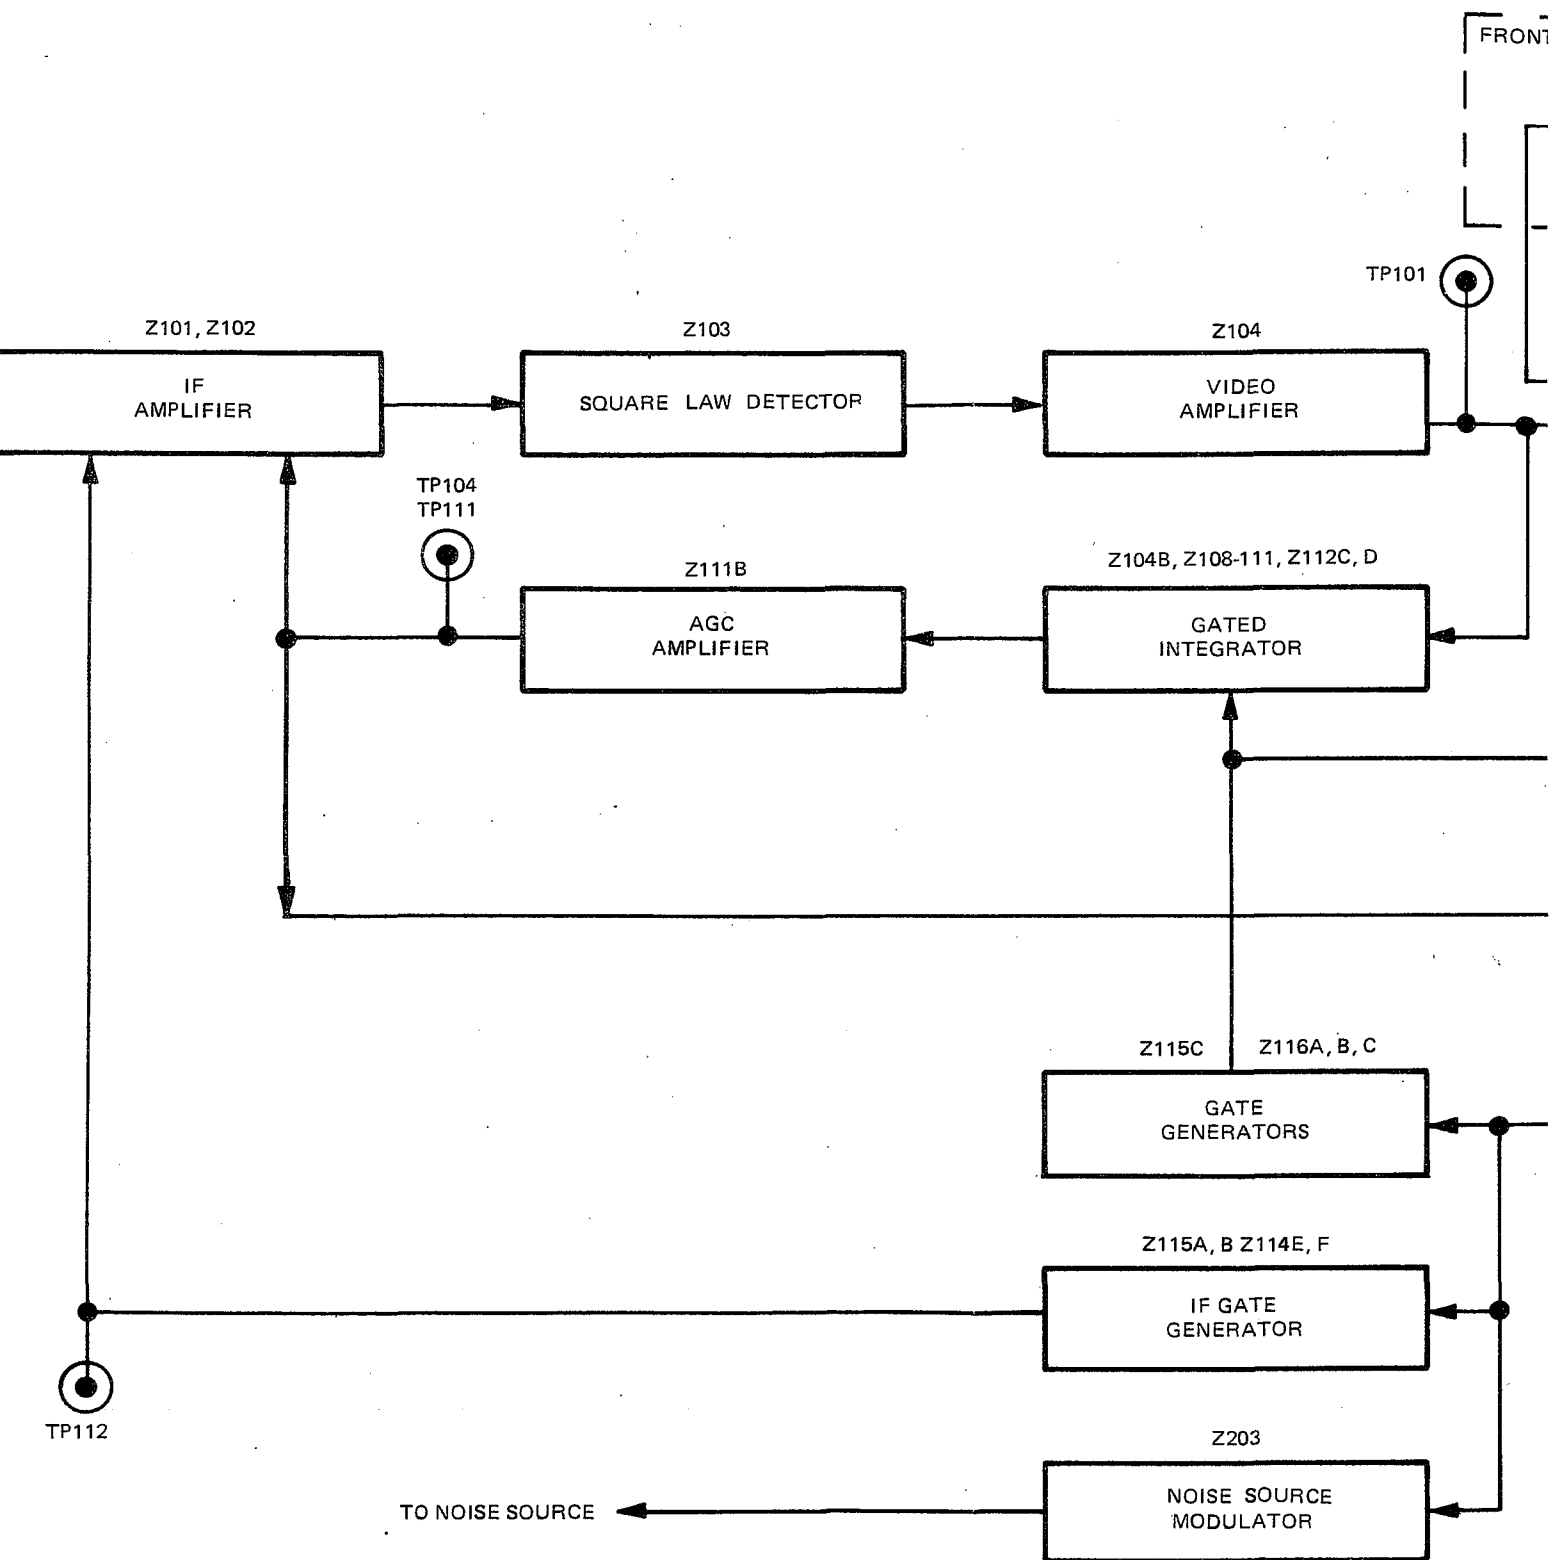 FRONT
TP101
Z101, Z102
IF
AMPLIFIER
Z103
SQUARE LAW DETECTOR
Z104
VIDEO
AMPLIFIER
TP104
TP111
Z111B
AGC
AMPLIFIER
Z104B, Z108-111, Z112C, D
GATED
INTEGRATOR
Z115C Z116A, B, C
GATE
GENERATORS
Z115A, B Z114E, F
IF GATE
GENERATOR
TP112
Z203
NOISE SOURCE
MODULATOR
TO NOISE SOURCE